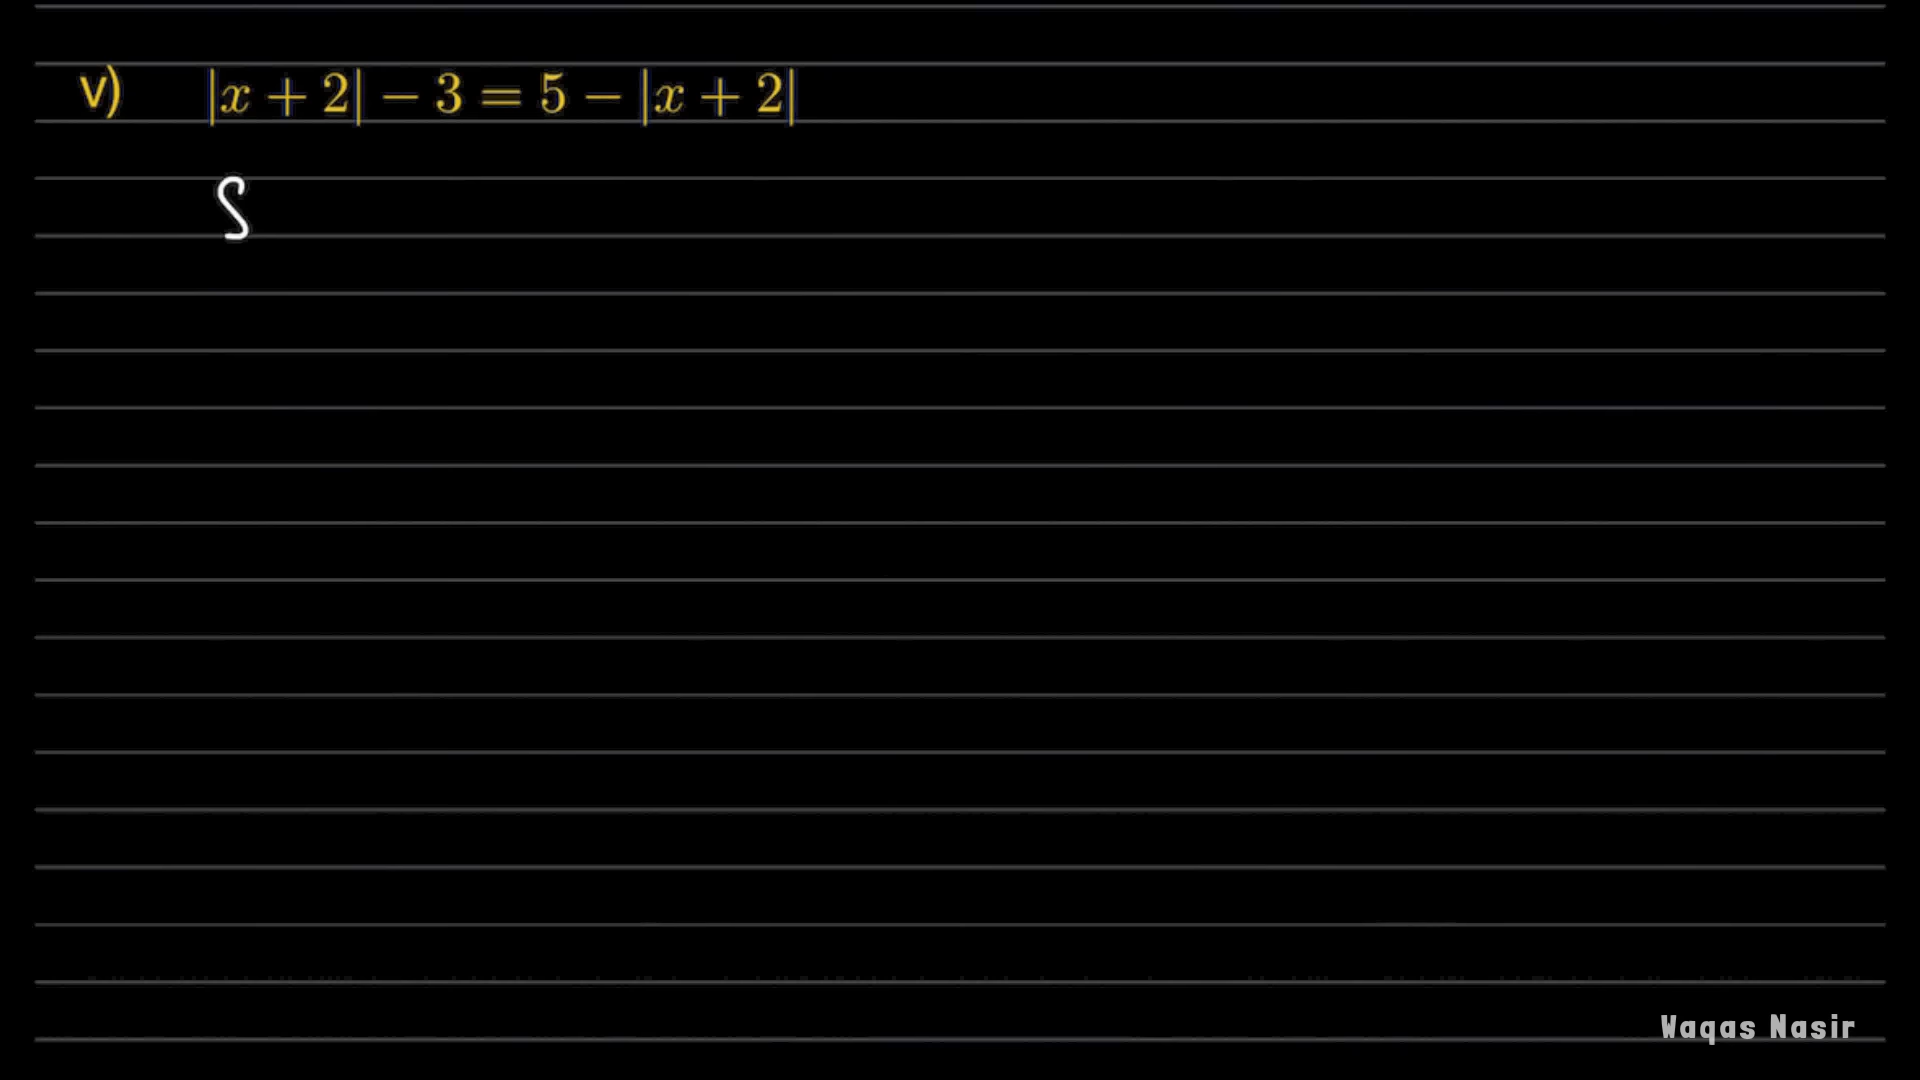 v) |x + 2| − 3 = 5 − |x + 2|
S
Waqas Nasir